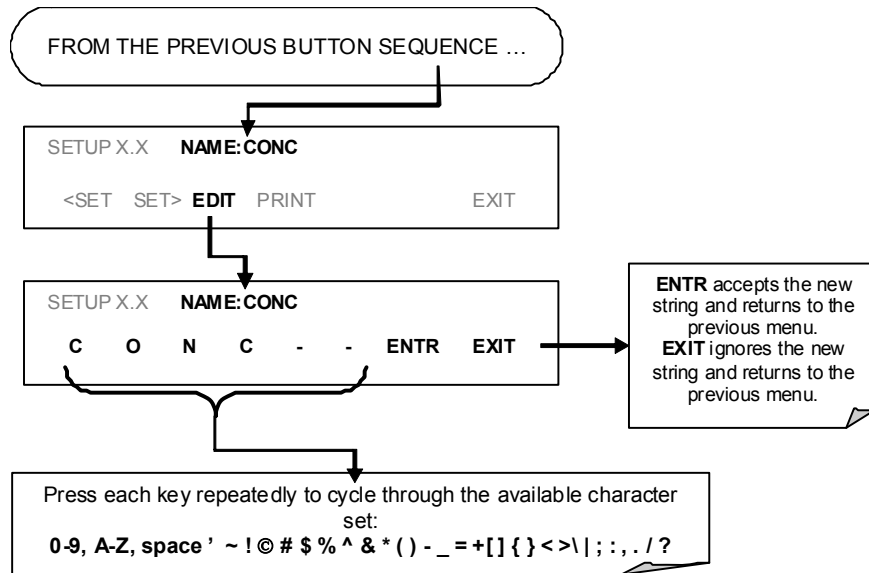 FROM THE PREVIOUS BUTTON SEQUENCE …
SETUP X.X NAME:CONC
<SET SET> EDIT PRINT EXIT
SETUP X.X NAME:CONC
C O N C - - ENTR EXIT
ENTR accepts the new
string and returns to the
previous menu.
EXIT ignores the new
string and returns to the
previous menu.
Press each key repeatedly to cycle through the available character
set:
0-9, A-Z, space ’ ~ ! © # $ % ^ & * ( ) - _ = +[ ] { } < >\ | ; : , . / ?